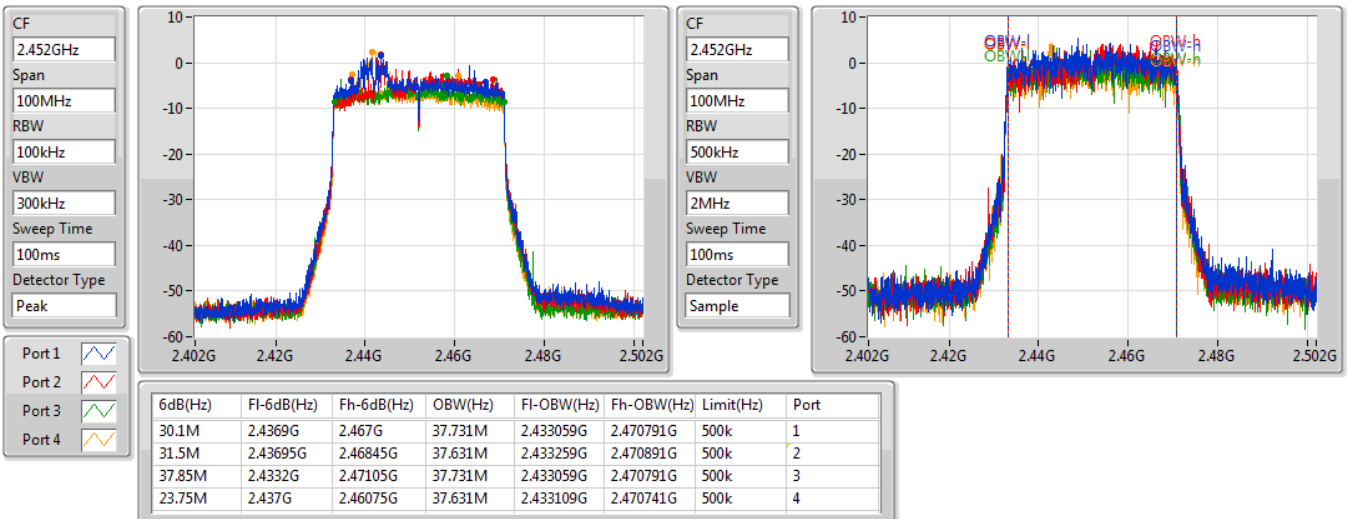 CF
2.452GHz
Span
100MHz
RBW
100kHz
VBW
300kHz
Sweep Time
100ms
Detector Type
Peak
10
0
-10
-20
-30
-40
-50
-60
2.402G 2.42G 2.44G 2.46G 2.48G 2.502G
CF
2.452GHz
Span
100MHz
RBW
500kHz
VBW
2MHz
Sweep Time
100ms
Detector Type
Sample
10
0
-10
-20
-30
-40
-50
-60
OBW-l OBW-h
OBW-l OBW-h
2.402G 2.42G 2.44G 2.46G 2.48G 2.502G
Port 1
Port 2
Port 3
Port 4
6dB(Hz) Fl-6dB(Hz) Fh-6dB(Hz) OBW(Hz) Fl-OBW(Hz) Fh-OBW(Hz) Limit(Hz) Port
30.1M 2.4369G 2.467G 37.731M 2.433059G 2.470791G 500k 1
31.5M 2.43695G 2.46845G 37.631M 2.433259G 2.470891G 500k 2
37.85M 2.4332G 2.47105G 37.731M 2.433059G 2.470791G 500k 3
23.75M 2.437G 2.46075G 37.631M 2.433109G 2.470741G 500k 4